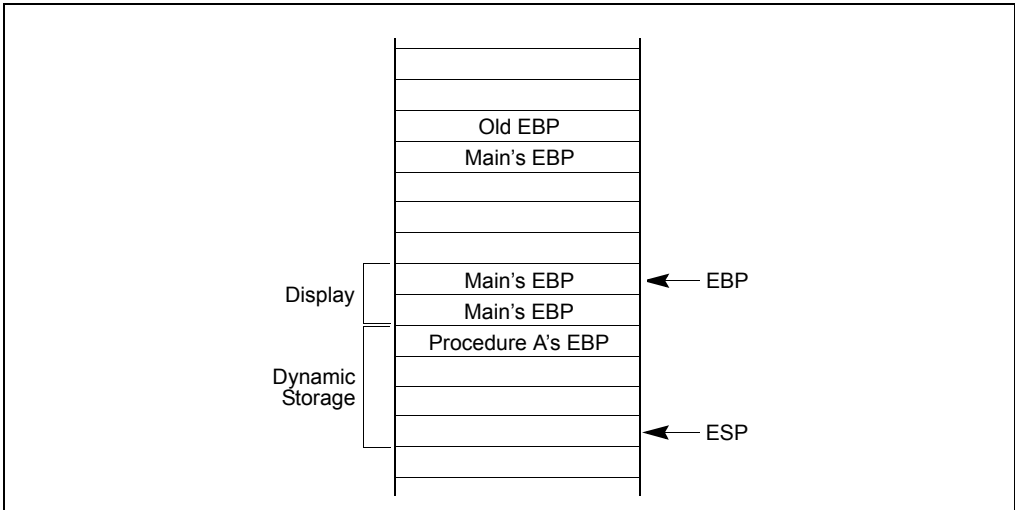 Old EBP
Main’s EBP
Display
Main’s EBP
EBP
Main’s EBP
Procedure A’s EBP
Dynamic
Storage
ESP